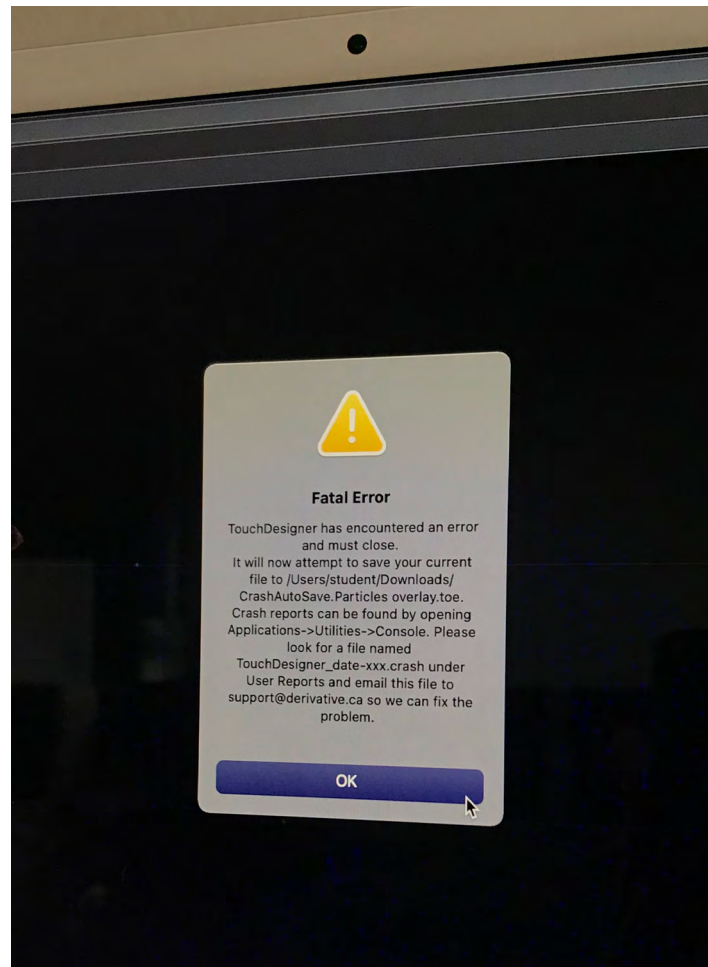 Fatal Error
TouchDesigner has encountered an error
and must close.
It will now attempt to save your current
file to /Users/student/Downloads/
CrashAutoSave.Particles overlay.toe.
Crash reports can be found by opening
Applications->Utilities->Console. Please
look for a file named
TouchDesigner_date-xxx.crash under
User Reports and email this file to
support@derivative.ca so we can fix the
problem.
OK